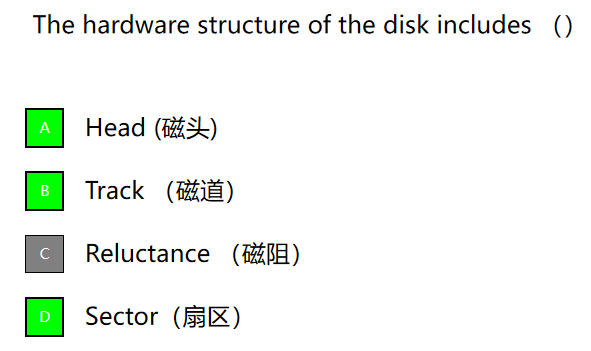 The hardware structure of the disk includes （）
A Head (磁头)
B Track （磁道）
C Reluctance （磁阻）
D Sector（扇区）